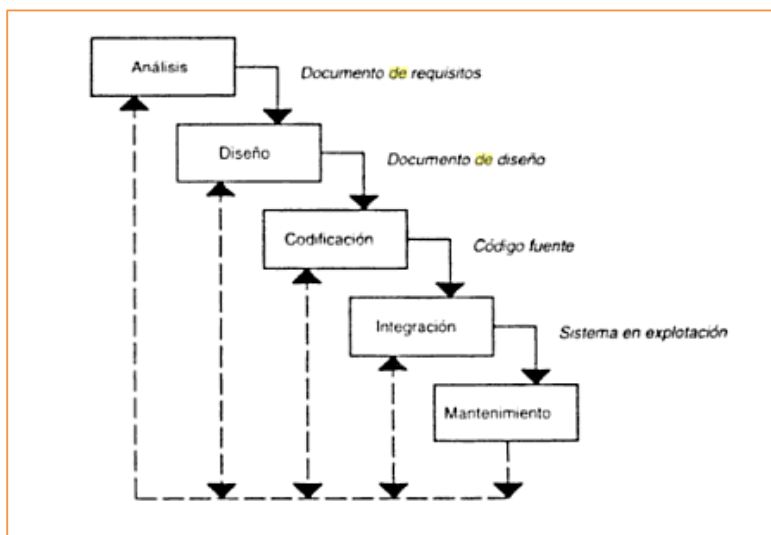 Análisis
Documento de requisitos
Diseño
Documento de diseño
Codificación
Código fuente
Integración
Sistema en explotación
Mantenimiento